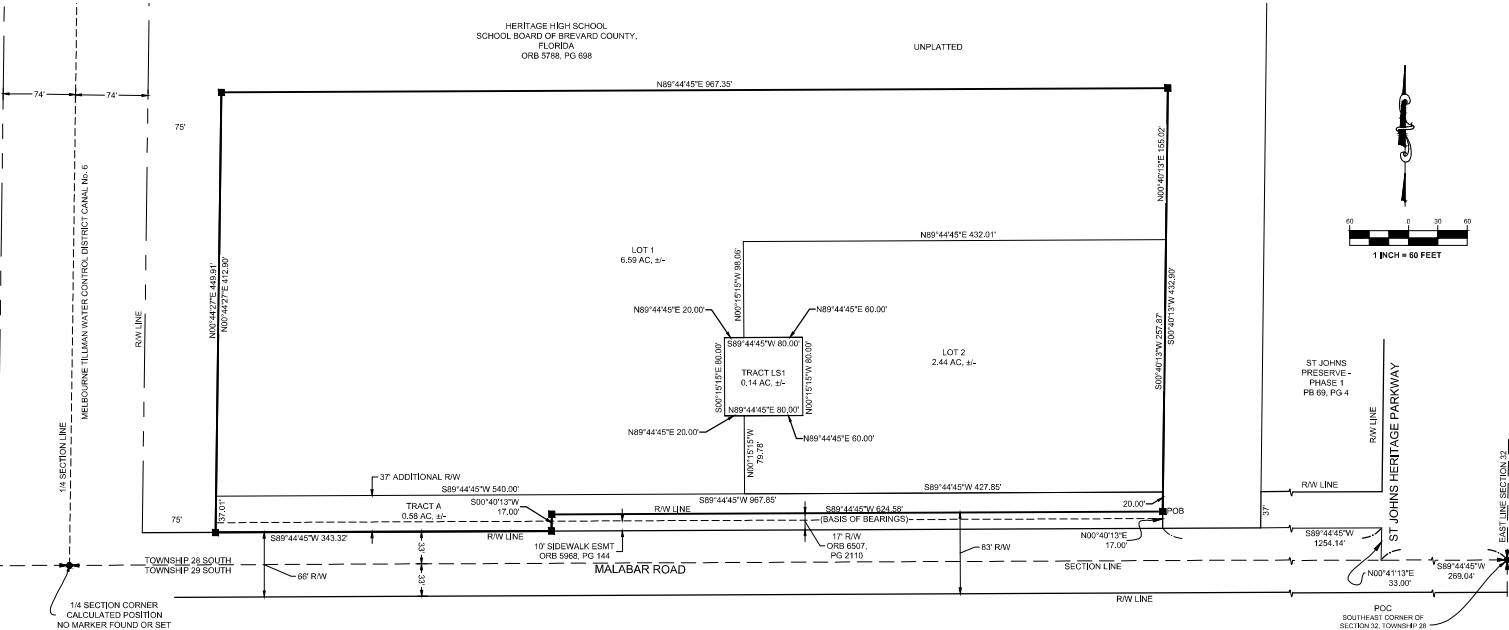 HERITAGE HIGH SCHOOL
SCHOOL BOARD OF BREVARD COUNTY,
FLORIDA
ORB 5788, PG 698
UNPLATTED
74'
74'
75'
N89°44'45"E 967.35'
N00°40'13"E 155.02'
60
0
30
60
1 INCH = 60 FEET
MELBOURNE TILLMAN WATER CONTROL DISTRICT CANAL No. 6
1/4 SECTION LINE
R/W LINE
N00°44'27"E 449.91'
N00°44'27"E 412.90'
LOT 1
6.59 AC, ±/-
N89°44'45"E 432.01'
N00°15'15"W 98.06'
N89°44'45"E 20.00'
N89°44'45"E 60.00'
S89°44'45"W 80.00'
S00°15'15"E 80.00'
TRACT LS1
0.14 AC, ±/-
N00°15'15"W 80.00'
N89°44'45"E 80.00'
N89°44'45"E 20.00'
N89°44'45"E 60.00'
N00°15'15"W
79.78'
LOT 2
2.44 AC, ±/-
S00°40'13"W 257.87'
S00°40'13"W 432.90'
ST JOHNS
PRESERVE -
PHASE 1
PB 69, PG 4
R/W LINE
ST JOHNS HERITAGE PARKWAY
EAST LINE SECTION 32
37' ADDITIONAL R/W
S89°44'45"W 540.00'
S89°44'45"W 427.85'
S89°44'45"W 967.85'
R/W LINE
37.01'
TRACT A
0.58 AC, ±/-
S00°40'13"W
17.00'
R/W LINE
S89°44'45"W 624.58'
(BASIS OF BEARINGS)
20.00'
POB
37'
75'
S89°44'45"W 343.32'
R/W LINE
10' SIDEWALK ESMT
ORB 5968, PG 144
17' R/W
ORB 6507,
PG 2110
N00°40'13"E
17.00'
S89°44'45"W
1254.14'
33'
33'
83' R/W
TOWNSHIP 28 SOUTH
TOWNSHIP 29 SOUTH
66' R/W
MALABAR ROAD
SECTION LINE
N00°41'13"E
33.00'
S89°44'45"W
269.04'
R/W LINE
1/4 SECTION CORNER
CALCULATED POSITION
NO MARKER FOUND OR SET
POC
SOUTHEAST CORNER OF
SECTION 32, TOWNSHIP 28